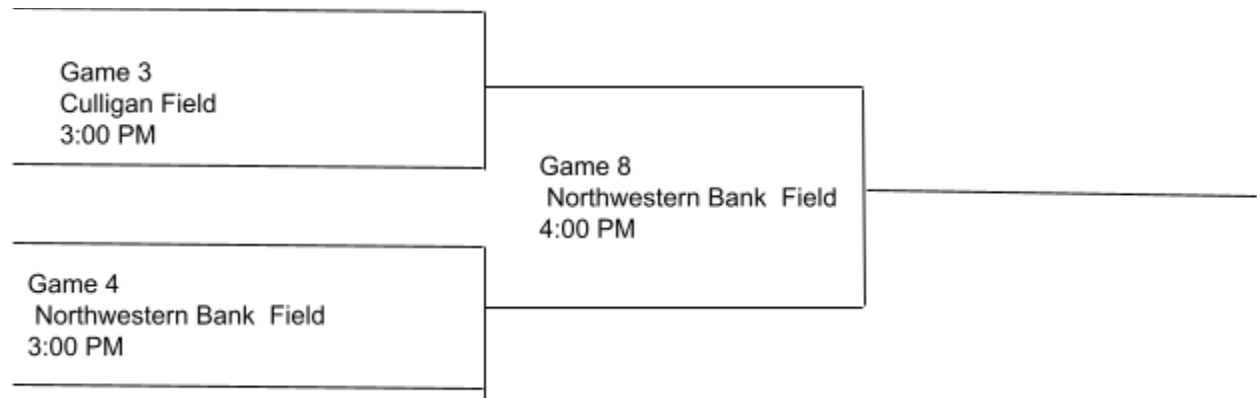 Game 3
Culligan Field
3:00 PM
Game 8
Northwestern Bank  Field
4:00 PM
Game 4
Northwestern Bank  Field
3:00 PM